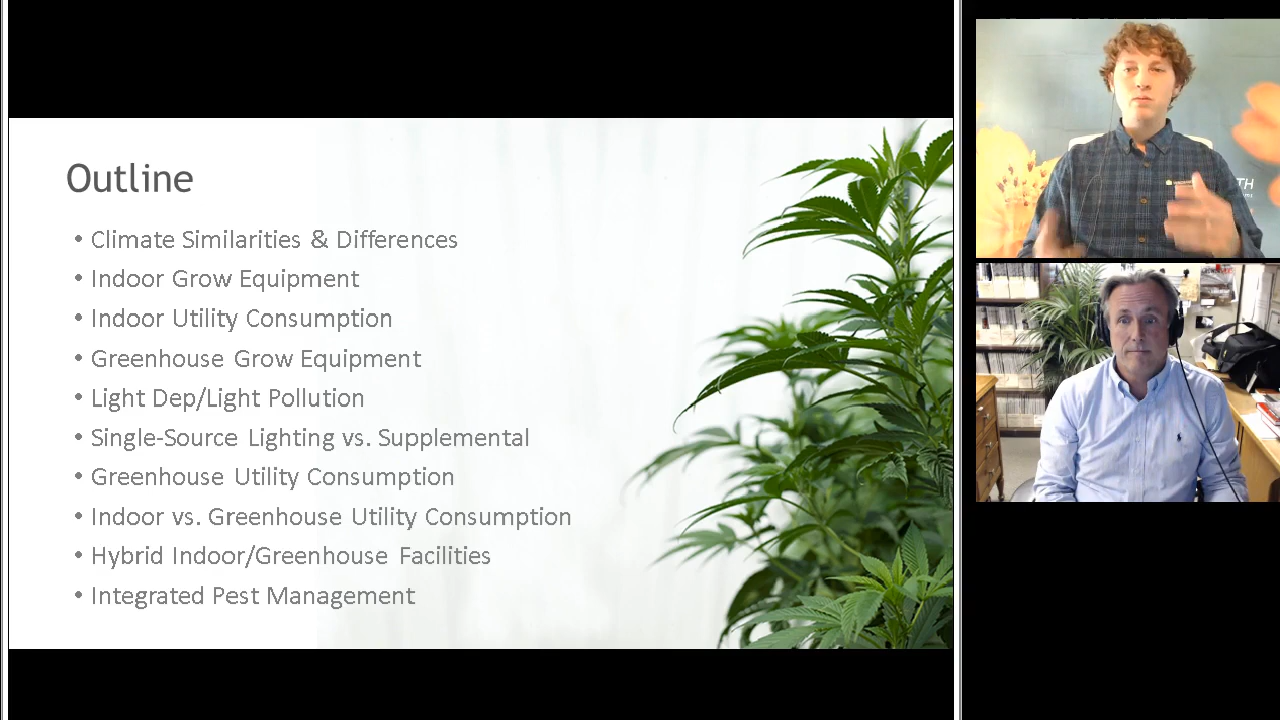 Outline
• Climate Similarities & Differences
• Indoor Grow Equipment
• Indoor Utility Consumption
• Greenhouse Grow Equipment
• Light Dep/Light Pollution
• Single-Source Lighting vs. Supplemental
• Greenhouse Utility Consumption
• Indoor vs. Greenhouse Utility Consumption
• Hybrid Indoor/Greenhouse Facilities
• Integrated Pest Management
TH